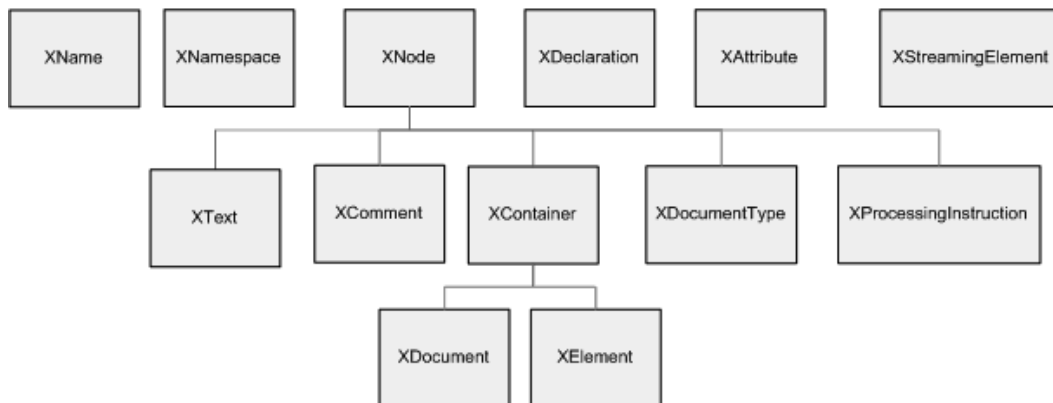 XName XNamespace XNode XDeclaration XAttribute XStreamingElement
XText XComment XContainer XDocumentType XProcessingInstruction
XDocument XElement